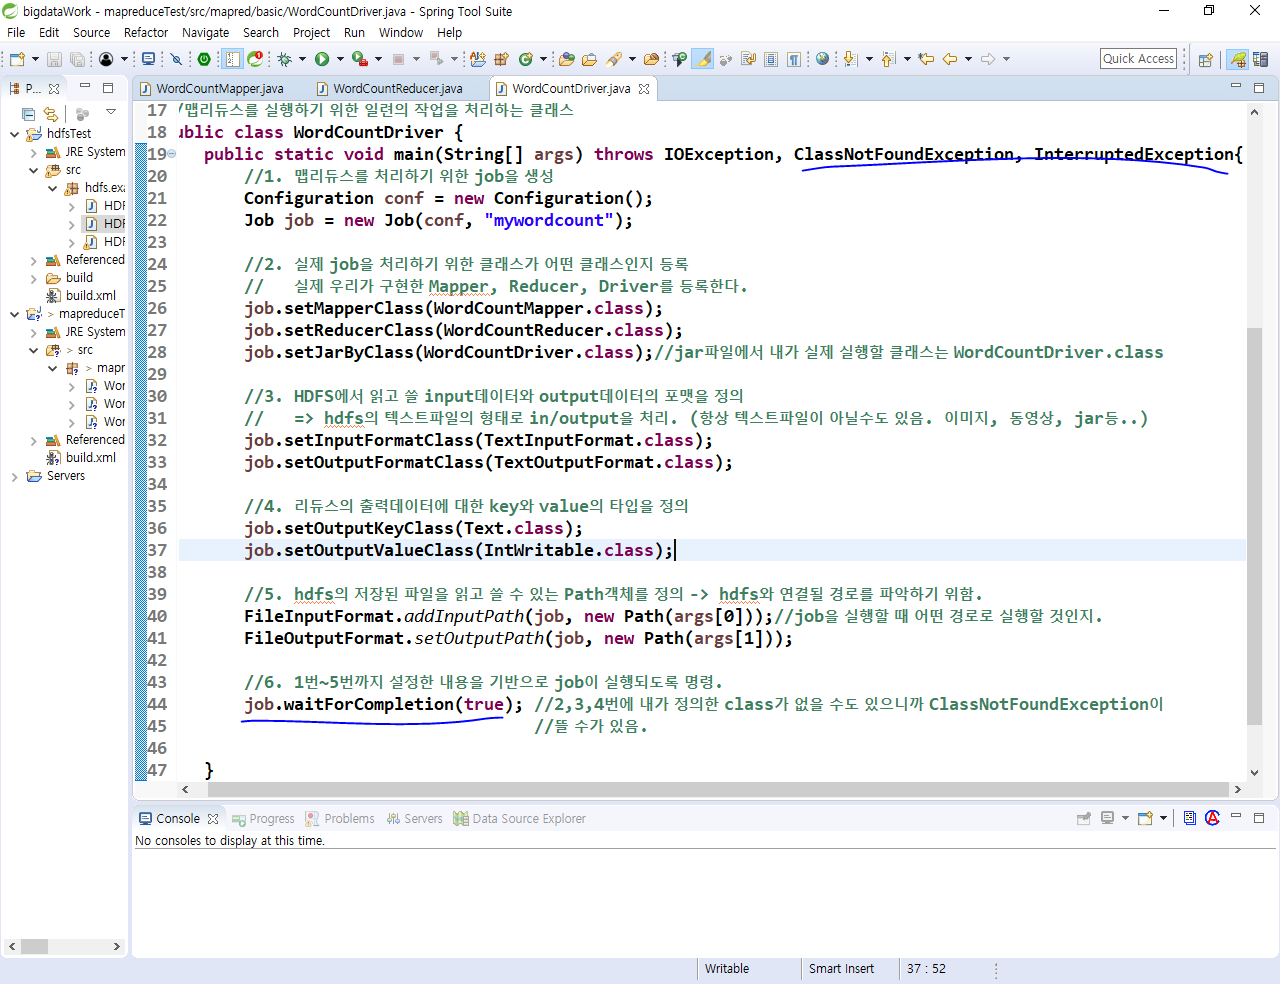 bigdataWork - mapreduceTest/src/mapred/basic/WordCountDriver.java - Spring Tool Suite
File Edit Source Refactor Navigate Search Project Run Window Help
Quick Access
P...
WordCountMapper.java WordCountReducer.java WordCountDriver.java
hdfsTest
JRE System
src
hdfs.exa
HDF
HDF
HDF
Referenced
build
build.xml
> mapreduceT
JRE System
> src
> mapr
Wor
Wor
Wor
Referenced
build.xml
Servers
17 /맵리듀스를 실행하기 위한 일련의 작업을 처리하는 클래스
18 ublic class WordCountDriver {
19 public static void main(String[] args) throws IOException, ClassNotFoundException, InterruptedException{
20 //1. 맵리듀스를 처리하기 위한 job을 생성
21 Configuration conf = new Configuration();
22 Job job = new Job(conf, "mywordcount");
23
24 //2. 실제 job을 처리하기 위한 클래스가 어떤 클래스인지 등록
25 // 실제 우리가 구현한 Mapper, Reducer, Driver를 등록한다.
26 job.setMapperClass(WordCountMapper.class);
27 job.setReducerClass(WordCountReducer.class);
28 job.setJarByClass(WordCountDriver.class);//jar파일에서 내가 실제 실행할 클래스는 WordCountDriver.class
29
30 //3. HDFS에서 읽고 쓸 input데이터와 output데이터의 포맷을 정의
31 // => hdfs의 텍스트파일의 형태로 in/output을 처리. (항상 텍스트파일이 아닐수도 있음. 이미지, 동영상, jar등..)
32 job.setInputFormatClass(TextInputFormat.class);
33 job.setOutputFormatClass(TextOutputFormat.class);
34
35 //4. 리듀스의 출력데이터에 대한 key와 value의 타입을 정의
36 job.setOutputKeyClass(Text.class);
37 job.setOutputValueClass(IntWritable.class);
38
39 //5. hdfs의 저장된 파일을 읽고 쓸 수 있는 Path객체를 정의 -> hdfs와 연결될 경로를 파악하기 위함.
40 FileInputFormat.addInputPath(job, new Path(args[0]));//job을 실행할 때 어떤 경로로 실행할 것인지.
41 FileOutputFormat.setOutputPath(job, new Path(args[1]));
42
43 //6. 1번~5번까지 설정한 내용을 기반으로 job이 실행되도록 명령.
44 job.waitForCompletion(true); //2,3,4번에 내가 정의한 class가 없을 수도 있으니까 ClassNotFoundException이
45 //뜰 수가 있음.
46
47 }
Console Progress Problems Servers Data Source Explorer
No consoles to display at this time.
Writable Smart Insert 37 : 52